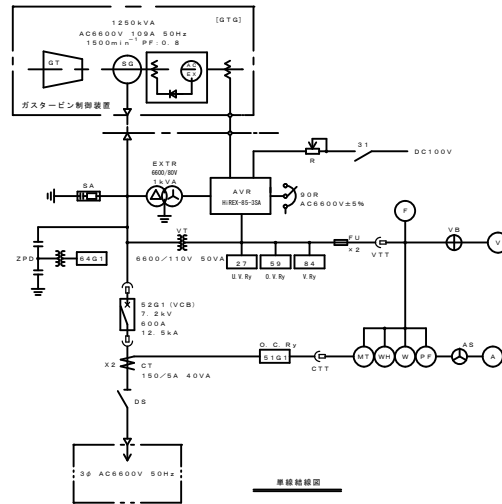 1250kVA
[GTG]
AC6600V 109A 50Hz
1500min⁻¹ PF:0.8
GT
SG
AC
EX
ガスタービン制御装置
31
R
DC100V
EXTR
6600/80V
1kVA
SA
AVR
HiREX-85-3SA
90R
AC6600V±5%
F
VT
FU
×2
VB
V
ZPD
64G1
6600/110V 50VA
27
59
84
VTT
U.V.Ry
O.V.Ry
V.Ry
52G1 (VCB)
7.2kV
600A
12.5kA
O.C.Ry
AS
X2
CT
51G1
MT
WH
W
PF
A
150/5A 40VA
CTT
DS
3φ AC6600V 50Hz
単線結線図